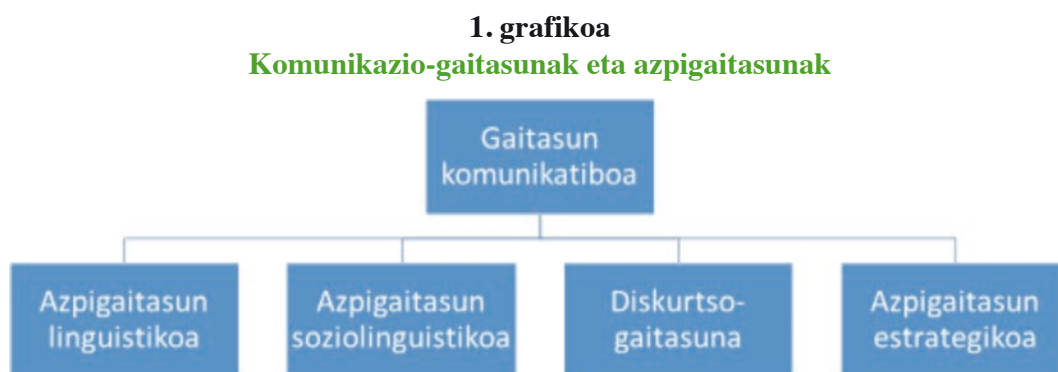 1. grafikoa
Komunikazio-gaitasunak eta azpigaitasunak
Gaitasun
komunikatiboa
Azpigaitasun
linguistikoa
Azpigaitasun
soziolinguistikoa
Diskurtso-
gaitasuna
Azpigaitasun
estrategikoa